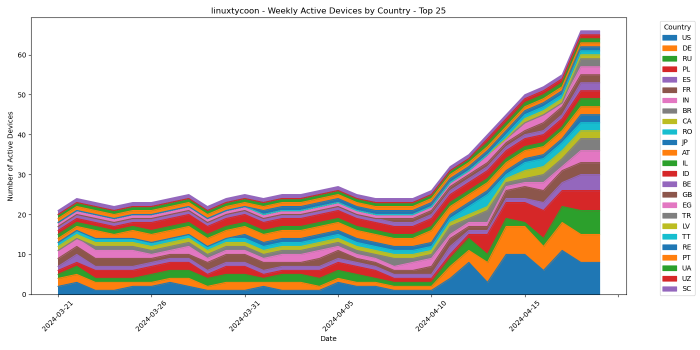 linuxtycoon - Weekly Active Devices by Country - Top 25
Number of Active Devices
60
50
40
30
20
10
0
2024-03-21
2024-03-26
2024-03-31
2024-04-05
2024-04-10
2024-04-15
Date
Country
US
DE
RU
PL
ES
FR
IN
BR
CA
RO
JP
AT
IL
ID
BE
GB
EG
TR
LV
TT
RE
PT
UA
UZ
SC